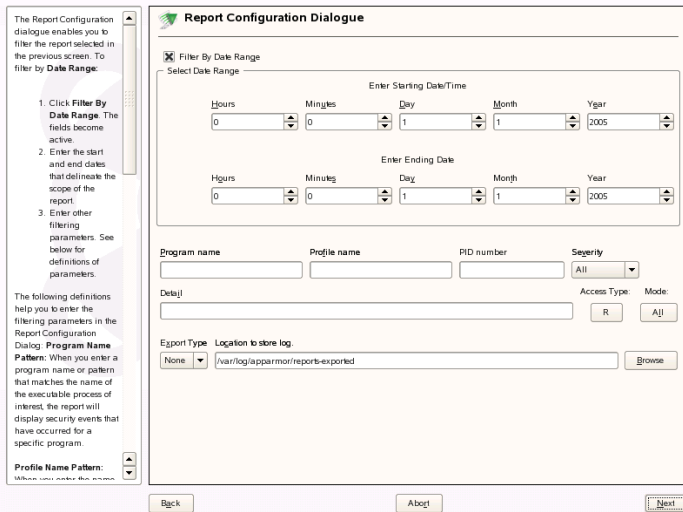 The Report Configuration
dialogue enables you to
filter the report selected in
the previous screen. To
filter by Date Range:
1. Click Filter By
Date Range. The
fields become
active.
2. Enter the start
and end dates
that delineate the
scope of the
report.
3. Enter other
filtering
parameters. See
below for
definitions of
parameters.
The following definitions
help you to enter the
filtering parameters in the
Report Configuration
Dialog: Program Name
Pattern: When you enter a
program name or pattern
that matches the name of
the executable process of
interest, the report will
display security events that
have occurred for a
specific program.
Profile Name Pattern:
When you enter the name
Report Configuration Dialogue
Filter By Date Range
Select Date Range
Enter Starting Date/Time
Hours Minutes Day Month Year
0 0 1 1 2005
Enter Ending Date
Hours Minutes Day Month Year
0 0 1 1 2005
Program name Profile name PID number Severity
All
Detail Access Type: Mode:
R All
Export Type Location to store log.
None /var/log/apparmor/reports-exported Browse
Back Abort Next